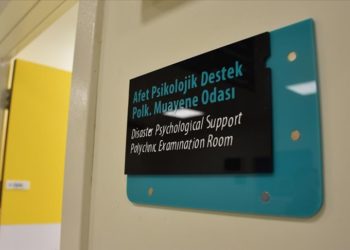 Afet Psikolojik Destek
Polk. Muayene Odası
Disaster Psychological Support
Polyclinic Examination Room